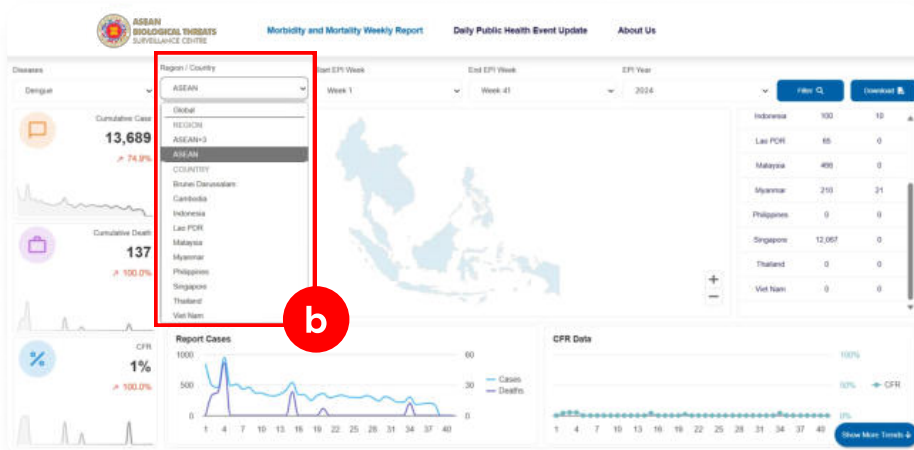 ASEAN
BIOLOGICAL THREATS
SURVEILLANCE CENTRE
Morbidity and Mortality Weekly Report
Daily Public Health Event Update
About Us
Diseases
Region / Country
Start EPI Week
End EPI Week
EPI Year
Dengue
ASEAN
Week 1
Week 41
2024
Filter
Download
Global
REGION
ASEAN+3
ASEAN
COUNTRY
Brunei Darussalam
Cambodia
Indonesia
Lao PDR
Malaysia
Myanmar
Philippines
Singapore
Thailand
Viet Nam
b
Cumulative Case
13,689
74.9%
Cumulative Death
137
100.0%
CFR
1%
100.0%
Indonesia 100 10
Lao PDR 65 0
Malaysia 466 0
Myanmar 210 21
Philippines 0 0
Singapore 12,067 0
Thailand 0 0
Viet Nam 0 0
+
−
Report Cases
1000 60
500 30
0 0
1 4 7 10 13 16 19 22 25 28 31 34 37 40
Cases
Deaths
CFR Data
100%
50%
0%
CFR
1 4 7 10 13 16 19 22 25 28 31 34 37 40
Show More Trends